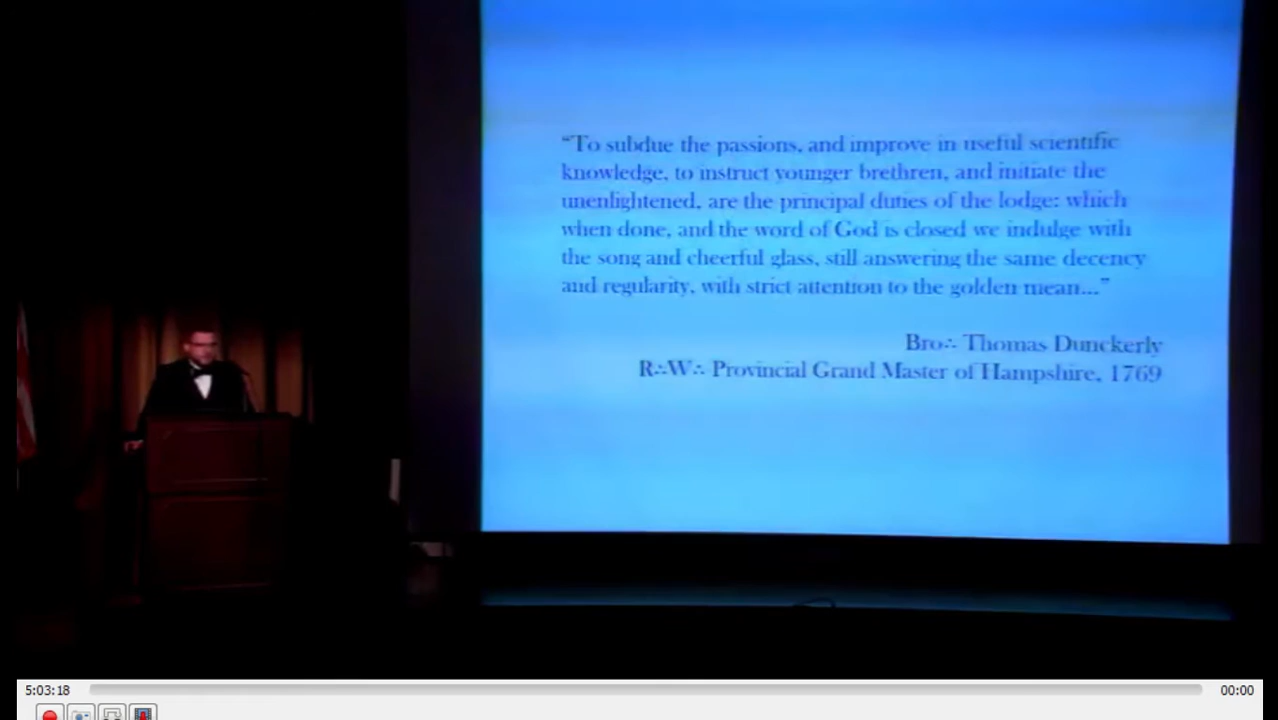 “To subdue the passions, and improve in useful scientific
knowledge, to instruct younger brethren, and initiate the
unenlightened, are the principal duties of the lodge: which
when done, and the word of God is closed we indulge with
the song and cheerful glass, still answering the same decency
and regularity, with strict attention to the golden mean...”
Bro∴ Thomas Dunckerly
R∴W∴ Provincial Grand Master of Hampshire, 1769
5:03:18
00:00